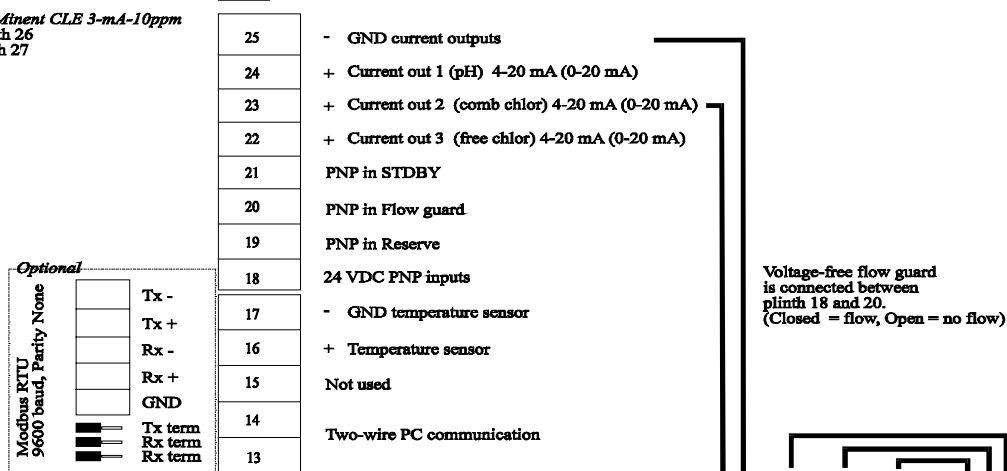 Minent CLE 3-mA-10ppm
th 26
h 27
25 - GND current outputs
24 + Current out 1 (pH) 4-20 mA (0-20 mA)
23 + Current out 2 (comb chlor) 4-20 mA (0-20 mA)
22 + Current out 3 (free chlor) 4-20 mA (0-20 mA)
21 PNP in STDBY
20 PNP in Flow guard
19 PNP in Reserve
18 24 VDC PNP inputs
17 - GND temperature sensor
16 + Temperature sensor
15 Not used
14
Two-wire PC communication
13
Optional
Modbus RTU
9600 baud, Parity None
Tx -
Tx +
Rx -
Rx +
GND
Tx term
Rx term
Rx term
Voltage-free flow guard
is connected between
plinth 18 and 20.
(Closed = flow, Open = no flow)